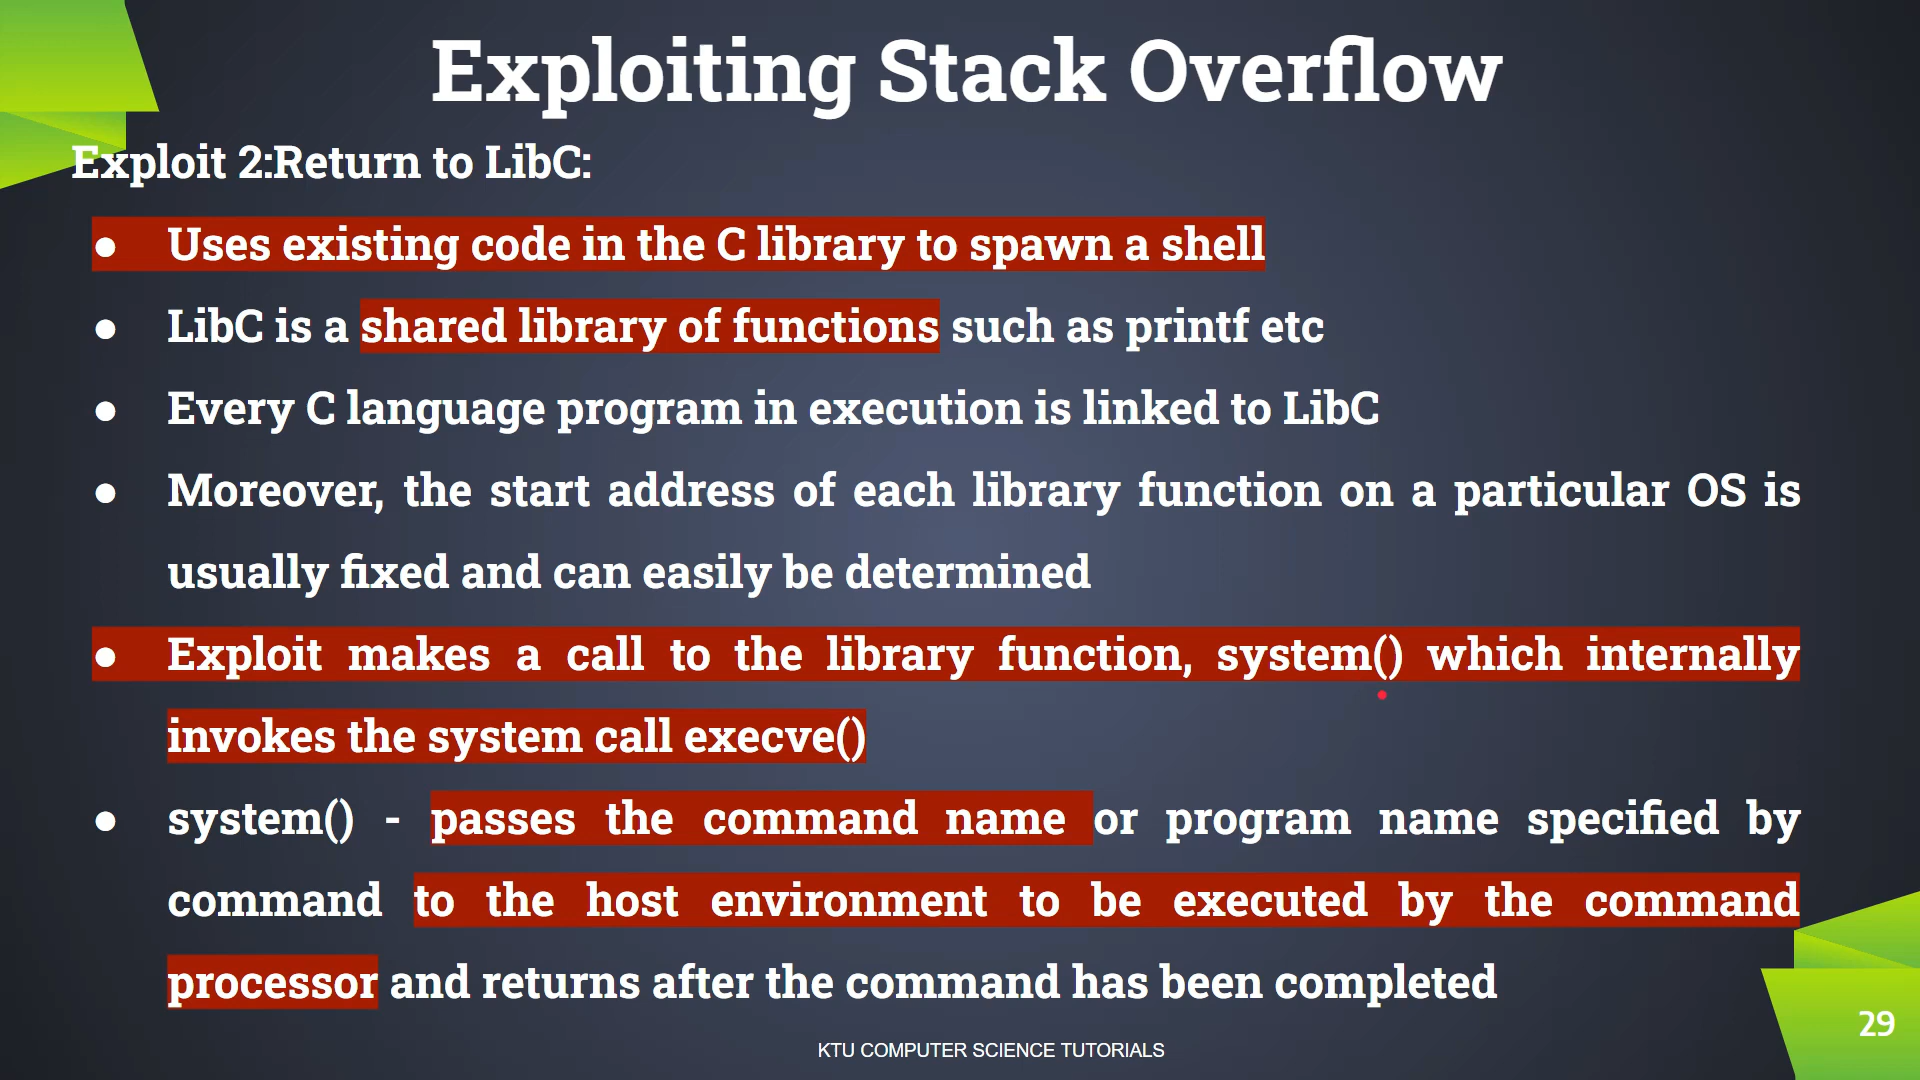 Exploiting Stack Overflow
Exploit 2:Return to LibC:
● Uses existing code in the C library to spawn a shell
● LibC is a shared library of functions such as printf etc
● Every C language program in execution is linked to LibC
● Moreover, the start address of each library function on a particular OS is
usually fixed and can easily be determined
● Exploit makes a call to the library function, system() which internally
invokes the system call execve()
● system() - passes the command name or program name specified by
command to the host environment to be executed by the command
processor and returns after the command has been completed
29
KTU COMPUTER SCIENCE TUTORIALS